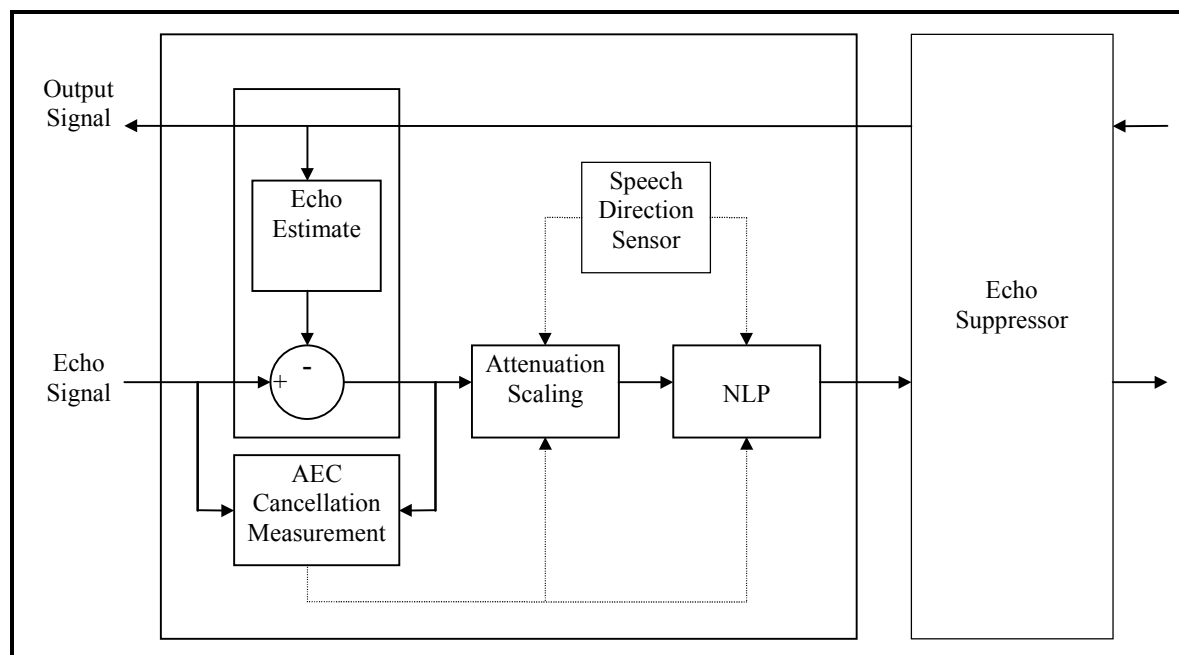 Output
Signal
Speech
Direction
Sensor
Echo
Estimate
Echo
Suppressor
Echo
Signal
+
-
Attenuation
Scaling
NLP
AEC
Cancellation
Measurement